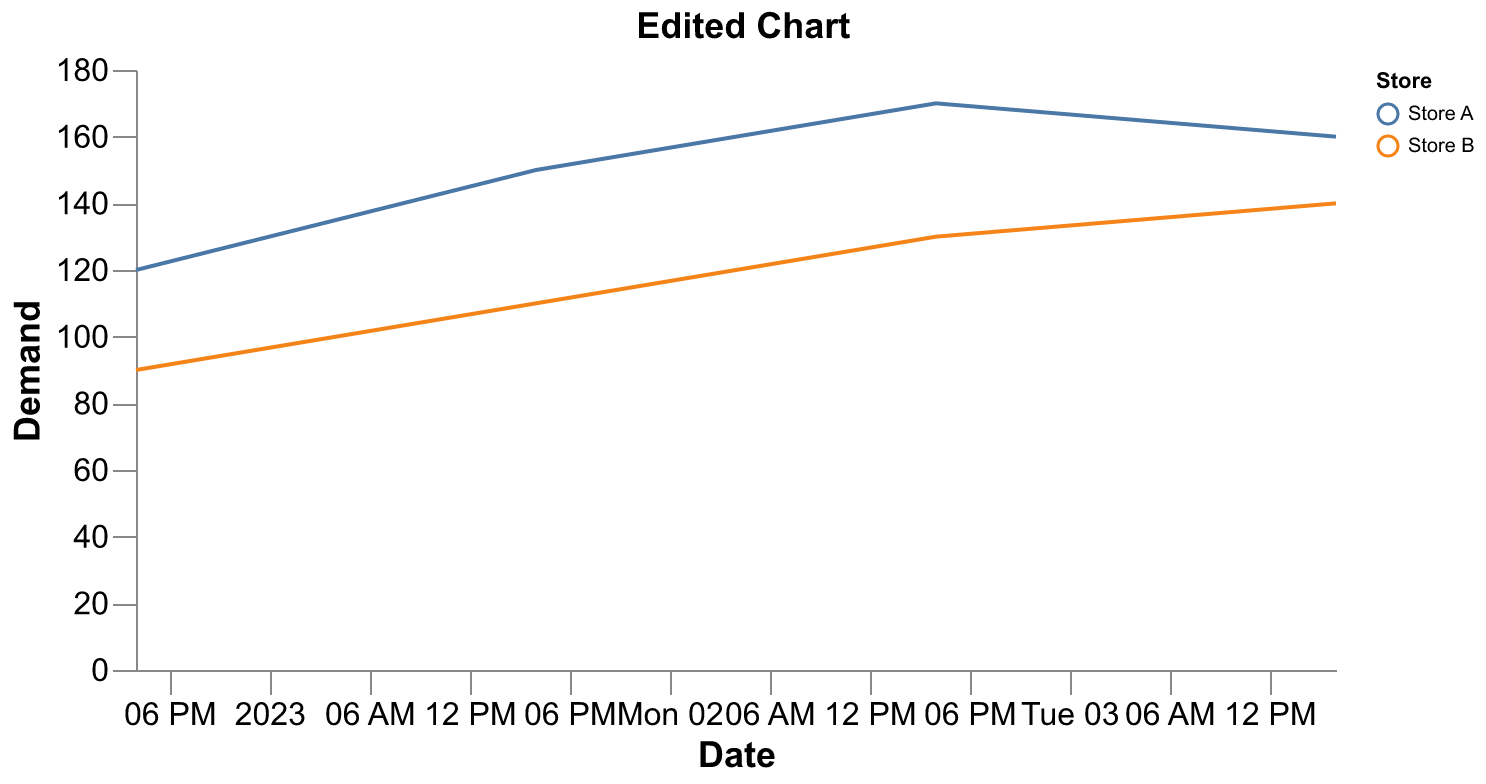 Edited Chart
180
160
140
120
100
80
60
40
20
0
Demand
06 PM 2023 06 AM 12 PM 06 PM Mon 02 06 AM 12 PM 06 PM Tue 03 06 AM 12 PM
Date
Store
Store A
Store B